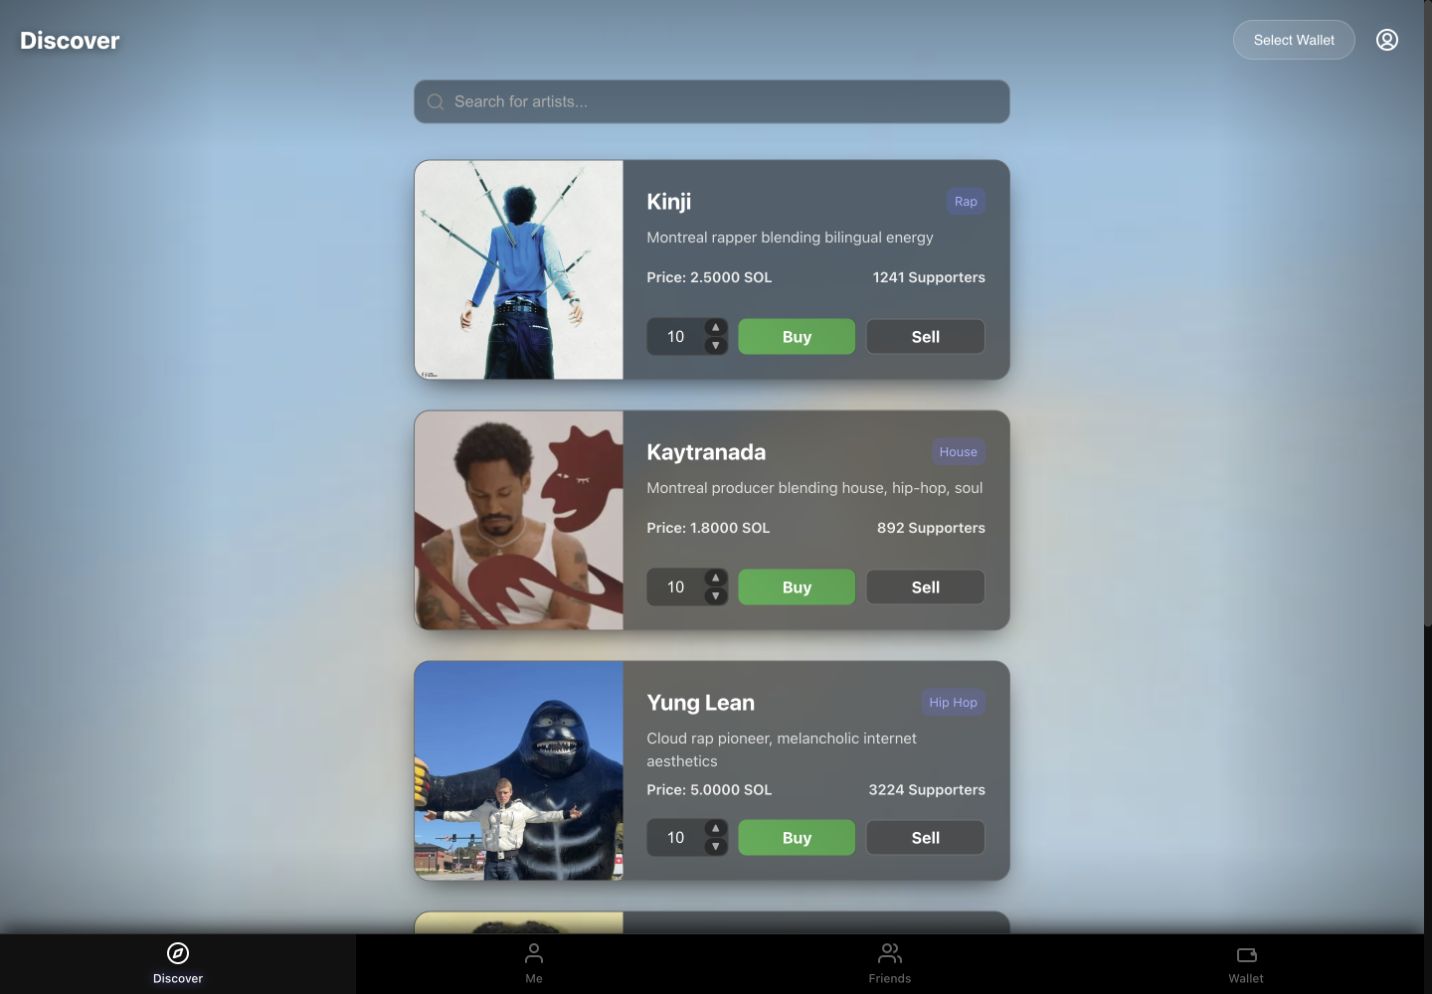 Discover
Select Wallet
Search for artists...
Kinji
Rap
Montreal rapper blending bilingual energy
Price: 2.5000 SOL
1241 Supporters
10
Buy
Sell
Kaytranada
House
Montreal producer blending house, hip-hop, soul
Price: 1.8000 SOL
892 Supporters
10
Buy
Sell
Yung Lean
Hip Hop
Cloud rap pioneer, melancholic internet
aesthetics
Price: 5.0000 SOL
3224 Supporters
10
Buy
Sell
Discover
Me
Friends
Wallet